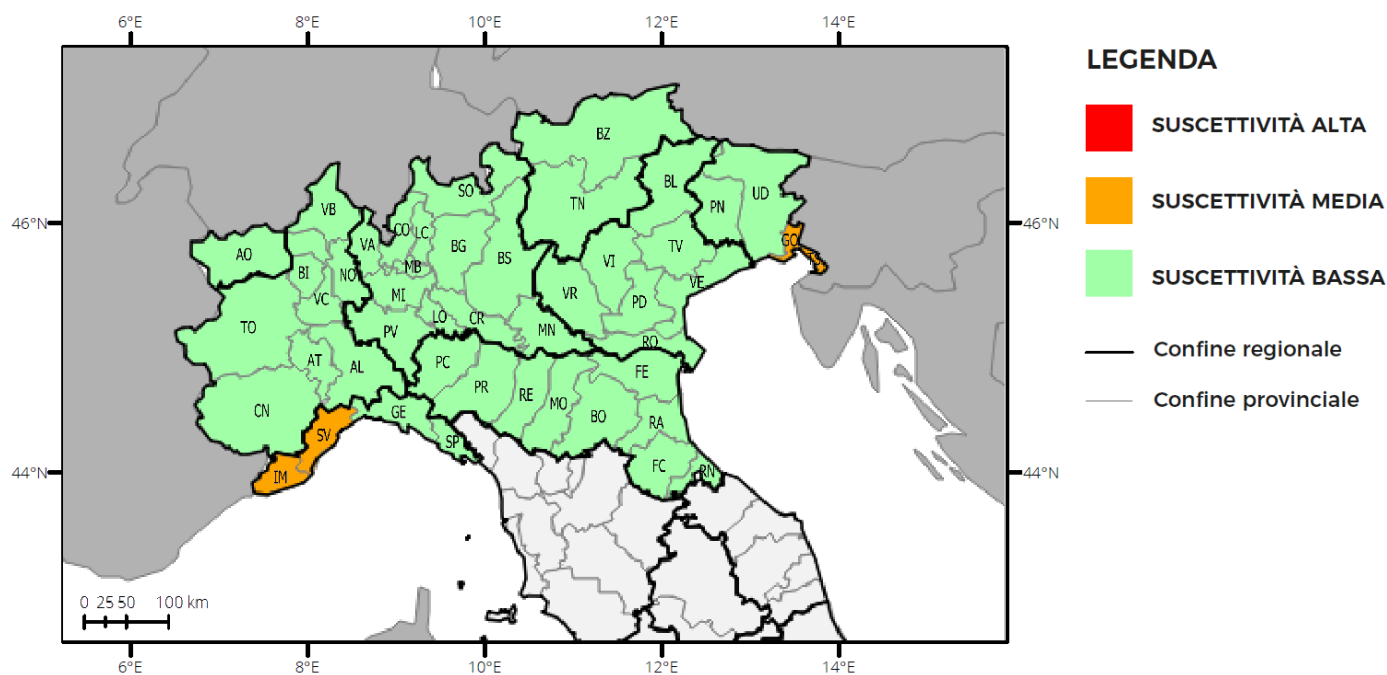 6°E 8°E 10°E 12°E 14°E
LEGENDA
SUSCETTIVITÀ ALTA
SUSCETTIVITÀ MEDIA
SUSCETTIVITÀ BASSA
Confine regionale
Confine provinciale
BZ
BL
UD
SO
TN
VB
PN
46°N
46°N
CO
LC
VA
GO
AO
BG
TV
BS
VI
BI
NO
MB
VE
VC
MI
VR
PD
LO
CR
TO
PV
MN
RO
AT
AL
PC
FE
PR
RE
MO
CN
GE
BO
RA
SV
SP
44°N
44°N
IM
FC
RN
0 25 50 100 km
6°E 8°E 10°E 12°E 14°E